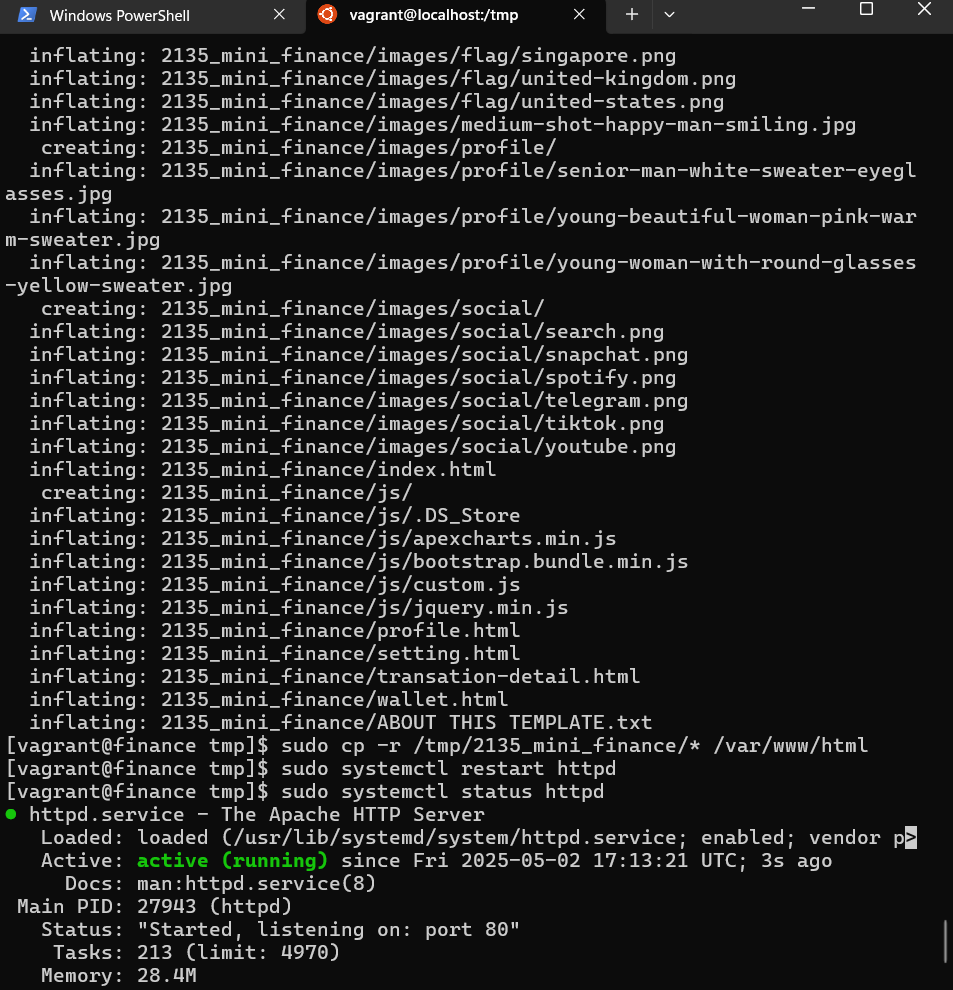 Windows PowerShell
vagrant@localhost:/tmp
inflating: 2135_mini_finance/images/flag/singapore.png
inflating: 2135_mini_finance/images/flag/united-kingdom.png
inflating: 2135_mini_finance/images/flag/united-states.png
inflating: 2135_mini_finance/images/medium-shot-happy-man-smiling.jpg
creating: 2135_mini_finance/images/profile/
inflating: 2135_mini_finance/images/profile/senior-man-white-sweater-eyegl
asses.jpg
inflating: 2135_mini_finance/images/profile/young-beautiful-woman-pink-war
m-sweater.jpg
inflating: 2135_mini_finance/images/profile/young-woman-with-round-glasses
-yellow-sweater.jpg
creating: 2135_mini_finance/images/social/
inflating: 2135_mini_finance/images/social/search.png
inflating: 2135_mini_finance/images/social/snapchat.png
inflating: 2135_mini_finance/images/social/spotify.png
inflating: 2135_mini_finance/images/social/telegram.png
inflating: 2135_mini_finance/images/social/tiktok.png
inflating: 2135_mini_finance/images/social/youtube.png
inflating: 2135_mini_finance/index.html
creating: 2135_mini_finance/js/
inflating: 2135_mini_finance/js/.DS_Store
inflating: 2135_mini_finance/js/apexcharts.min.js
inflating: 2135_mini_finance/js/bootstrap.bundle.min.js
inflating: 2135_mini_finance/js/custom.js
inflating: 2135_mini_finance/js/jquery.min.js
inflating: 2135_mini_finance/profile.html
inflating: 2135_mini_finance/setting.html
inflating: 2135_mini_finance/transation-detail.html
inflating: 2135_mini_finance/wallet.html
inflating: 2135_mini_finance/ABOUT THIS TEMPLATE.txt
[vagrant@finance tmp]$ sudo cp -r /tmp/2135_mini_finance/* /var/www/html
[vagrant@finance tmp]$ sudo systemctl restart httpd
[vagrant@finance tmp]$ sudo systemctl status httpd
● httpd.service - The Apache HTTP Server
Loaded: loaded (/usr/lib/systemd/system/httpd.service; enabled; vendor p>
Active: active (running) since Fri 2025-05-02 17:13:21 UTC; 3s ago
Docs: man:httpd.service(8)
Main PID: 27943 (httpd)
Status: "Started, listening on: port 80"
Tasks: 213 (limit: 4970)
Memory: 28.4M